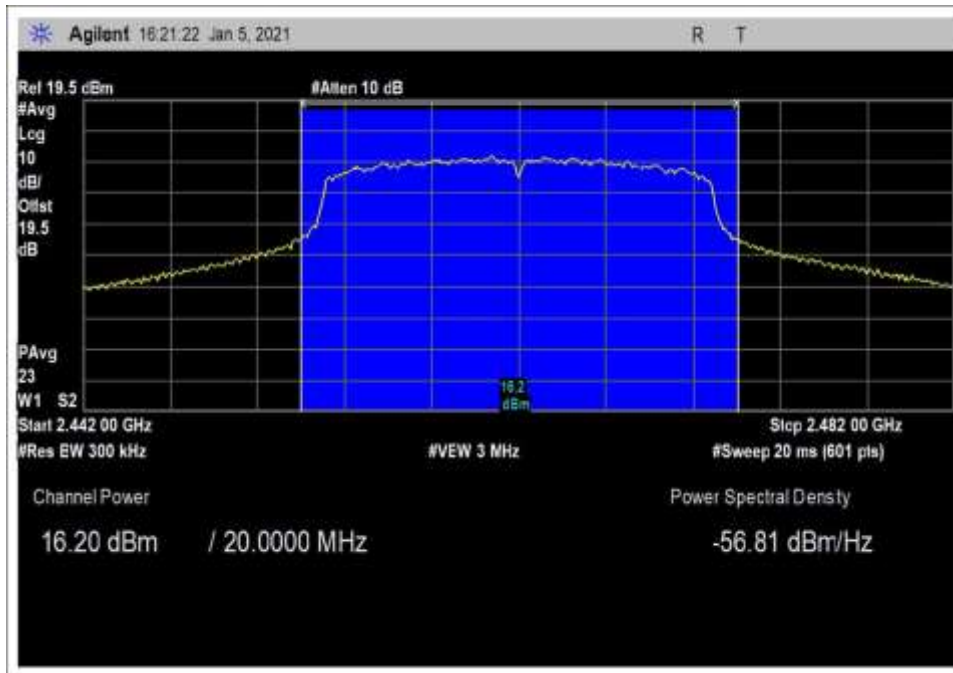 Agilent 16:21:22 Jan 5, 2021 R T
Ref 19.5 dBm #Atten 10 dB
#Avg
Log
10
dB/
Offst
19.5
dB
PAvg
23
W1 S2
16.2
dBm
Start 2.442 00 GHz Stop 2.482 00 GHz
#Res BW 300 kHz #VBW 3 MHz #Sweep 20 ms (601 pts)
Channel Power Power Spectral Density
16.20 dBm / 20.0000 MHz -56.81 dBm/Hz